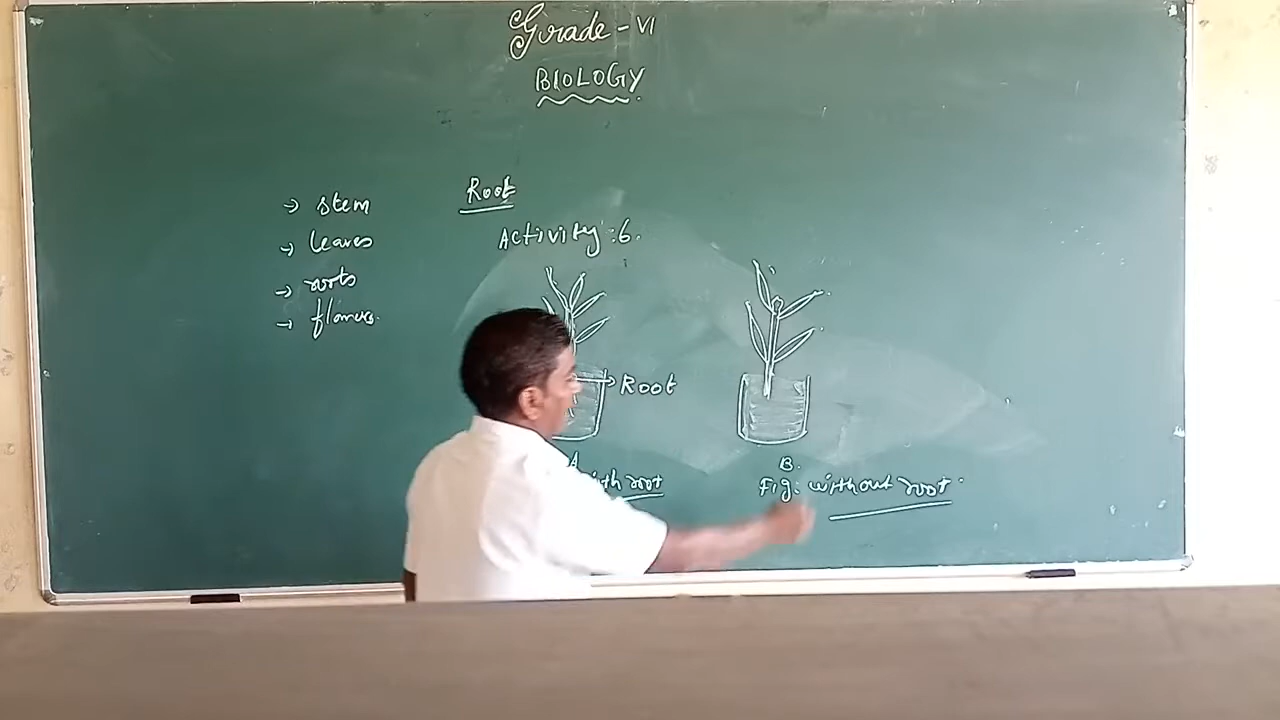 Grade - VI
BIOLOGY
Root
→ stem
→ leaves
→ roots
→ flowers.
Activity: 6.
→ Root
A
with root
B.
Fig: without root.